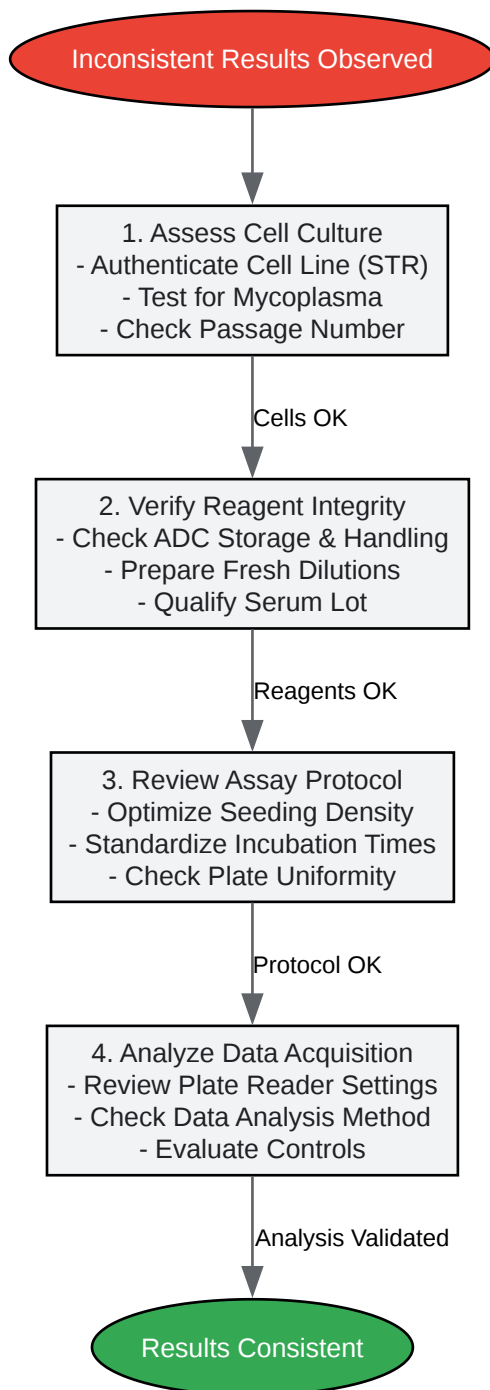 Inconsistent Results Observed
1. Assess Cell Culture
- Authenticate Cell Line (STR)
- Test for Mycoplasma
- Check Passage Number
Cells OK
2. Verify Reagent Integrity
- Check ADC Storage & Handling
- Prepare Fresh Dilutions
- Qualify Serum Lot
Reagents OK
3. Review Assay Protocol
- Optimize Seeding Density
- Standardize Incubation Times
- Check Plate Uniformity
Protocol OK
4. Analyze Data Acquisition
- Review Plate Reader Settings
- Check Data Analysis Method
- Evaluate Controls
Analysis Validated
Results Consistent